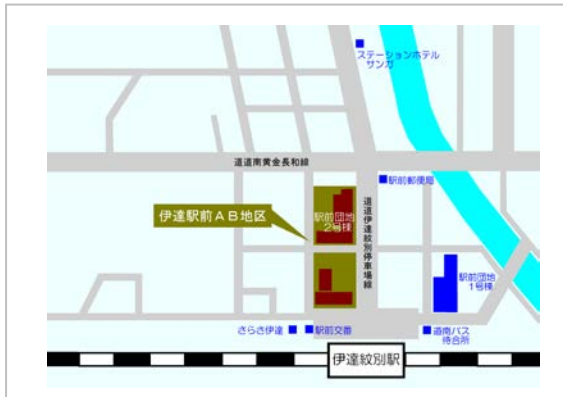 ステーションホテル
サンガ
道道南黄金長和線
駅前郵便局
伊達駅前AB地区
駅前団地
2号棟
道道伊達紋別停車場線
駅前団地
1号棟
さらさ伊達
駅前交番
道南バス
待合所
伊達紋別駅